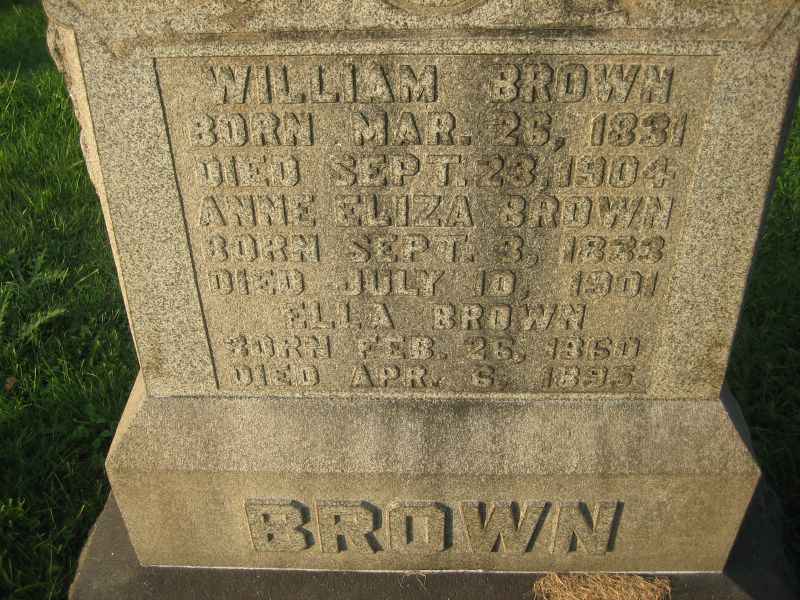 WILLIAM BROWN
BORN MAR. 26, 1831
DIED SEPT. 23, 1904
ANNE ELIZA BROWN
BORN SEPT. 3, 1833
DIED JULY 10, 1901
ELLA BROWN
BORN FEB. 26, 1860
DIED APR. 6, 1895
BROWN